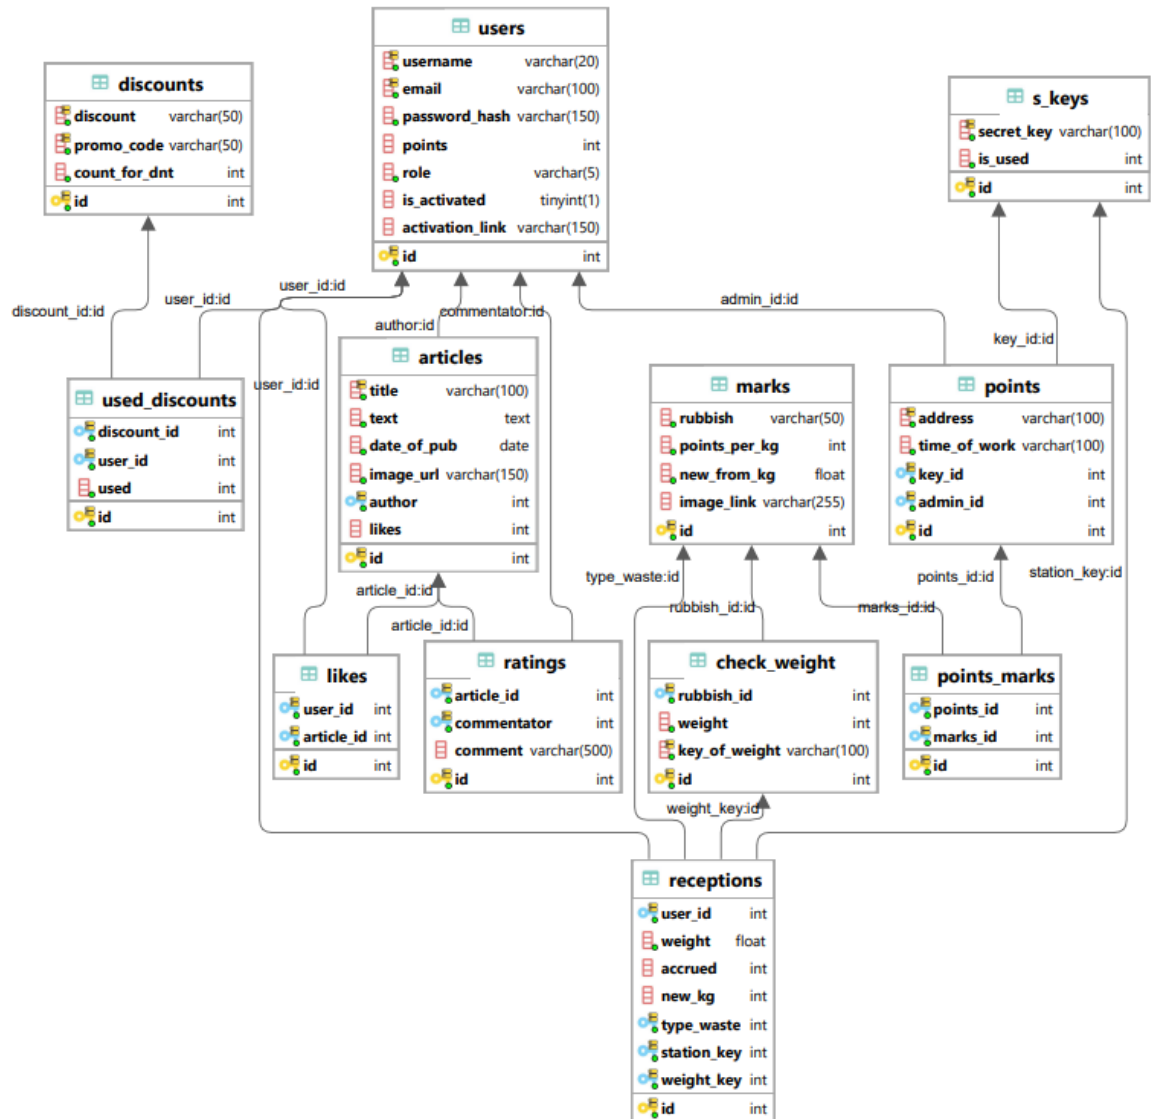 users
username varchar(20)
email varchar(100)
password_hash varchar(150)
points int
role varchar(5)
is_activated tinyint(1)
activation_link varchar(150)
id int
discounts
discount varchar(50)
promo_code varchar(50)
count_for_dnt int
id int
s_keys
secret_key varchar(100)
is_used int
id int
discount_id:id
user_id:id
user_id:id
author:id
commentator:id
admin_id:id
key_id:id
user_id:id
used_discounts
discount_id int
user_id int
used int
id int
articles
title varchar(100)
text text
date_of_pub date
image_url varchar(150)
author int
likes int
id int
marks
rubbish varchar(50)
points_per_kg int
new_from_kg float
image_link varchar(255)
id int
points
address varchar(100)
time_of_work varchar(100)
key_id int
admin_id int
id int
article_id:id
article_id:id
type_waste:id
rubbish_id:id
marks_id:id
points_id:id
station_key:id
likes
user_id int
article_id int
id int
ratings
article_id int
commentator int
comment varchar(500)
id int
check_weight
rubbish_id int
weight int
key_of_weight varchar(100)
id int
points_marks
points_id int
marks_id int
id int
weight_key:id
receptions
user_id int
weight float
accrued int
new_kg int
type_waste int
station_key int
weight_key int
id int